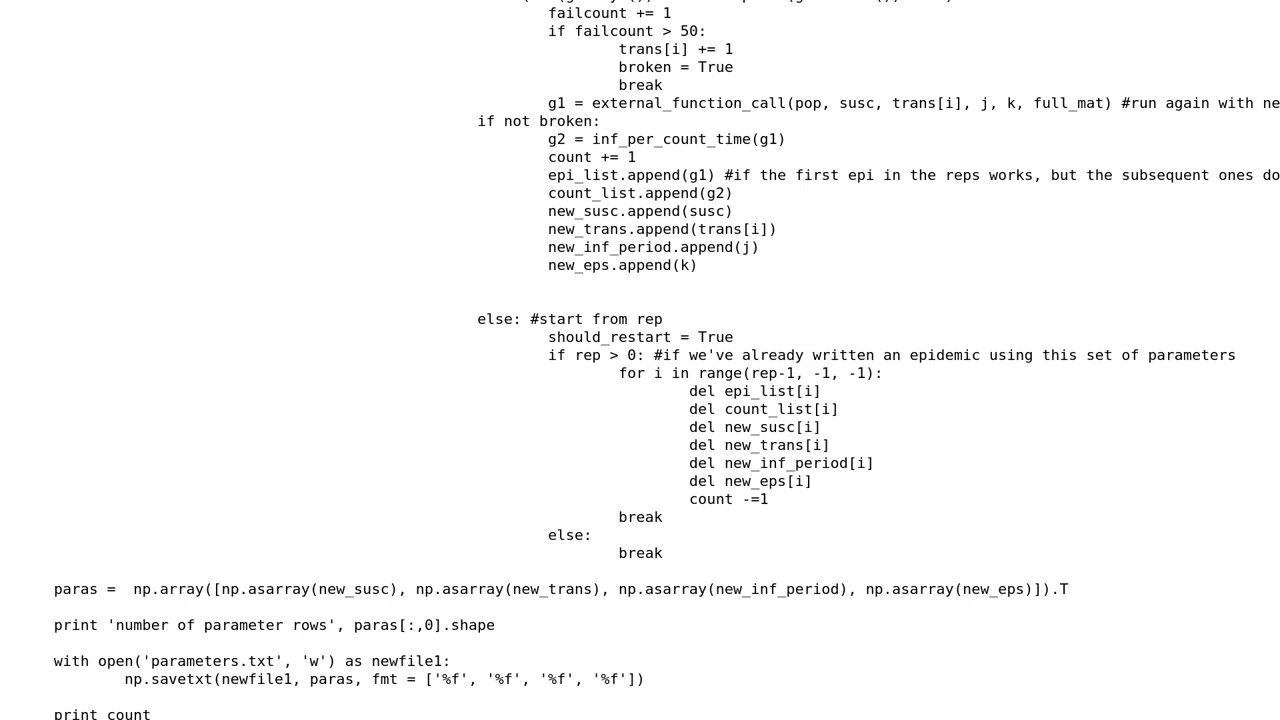 failcount += 1
if failcount > 50:
trans[i] += 1
broken = True
break
g1 = external_function_call(pop, susc, trans[i], j, k, full_mat) #run again with ne
if not broken:
g2 = inf_per_count_time(g1)
count += 1
epi_list.append(g1) #if the first epi in the reps works, but the subsequent ones do
count_list.append(g2)
new_susc.append(susc)
new_trans.append(trans[i])
new_inf_period.append(j)
new_eps.append(k)
else: #start from rep
should_restart = True
if rep > 0: #if we've already written an epidemic using this set of parameters
for i in range(rep-1, -1, -1):
del epi_list[i]
del count_list[i]
del new_susc[i]
del new_trans[i]
del new_inf_period[i]
del new_eps[i]
count -=1
break
else:
break
paras =  np.array([np.asarray(new_susc), np.asarray(new_trans), np.asarray(new_inf_period), np.asarray(new_eps)]).T
print 'number of parameter rows', paras[:,0].shape
with open('parameters.txt', 'w') as newfile1:
np.savetxt(newfile1, paras, fmt = ['%f', '%f', '%f', '%f'])
print count